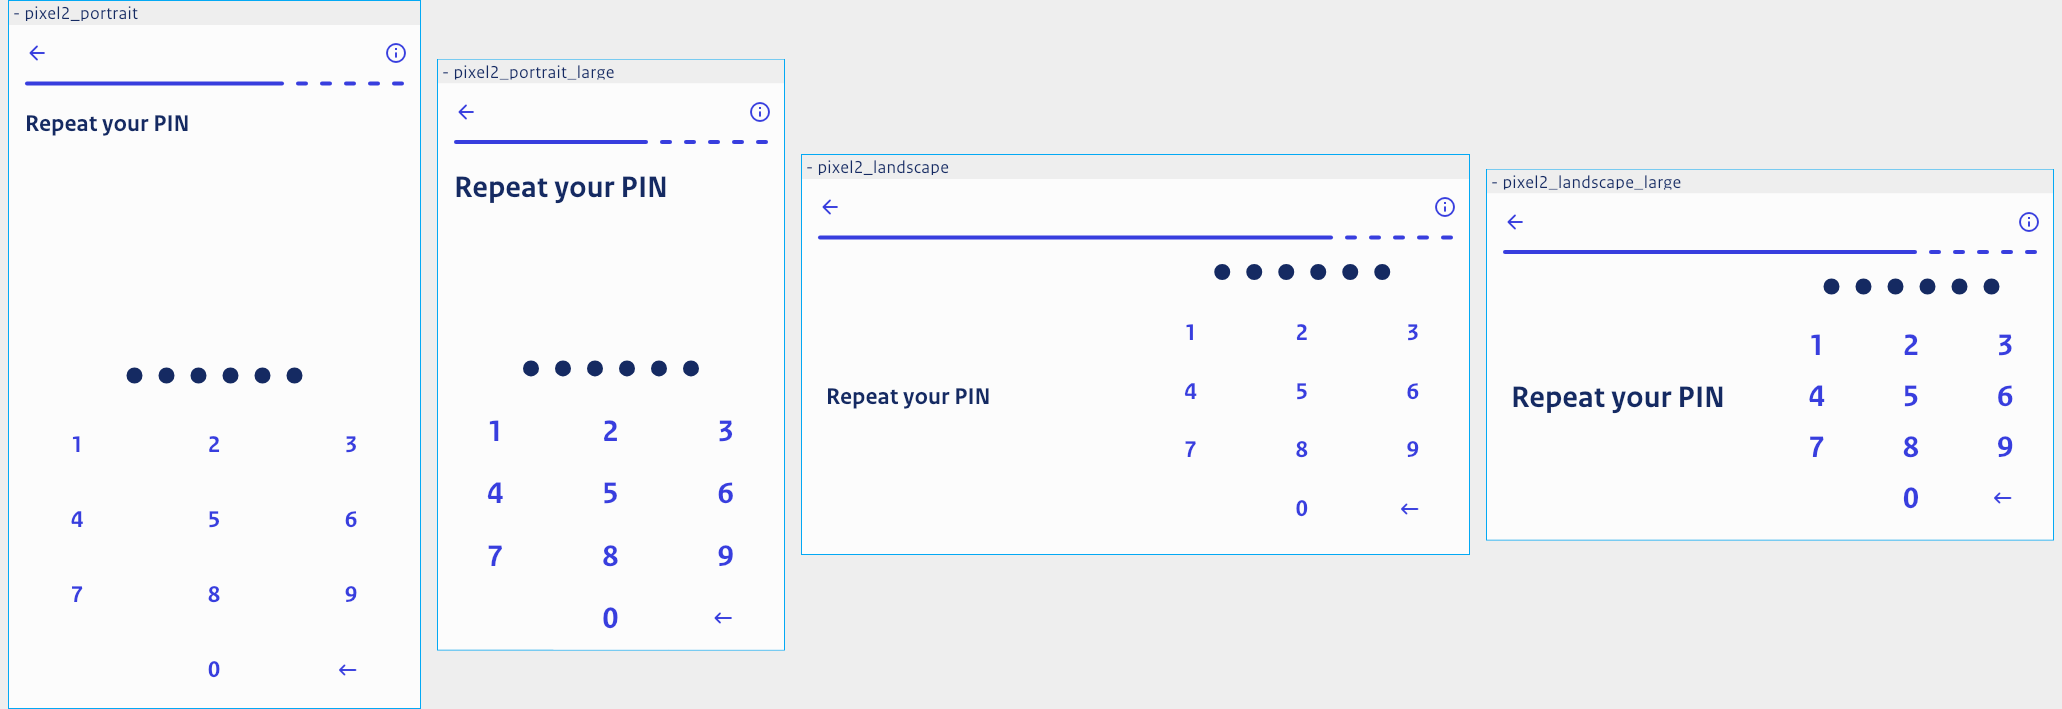 - pixel2_portrait
Repeat your PIN
1 2 3
4 5 6
7 8 9
0 ←
- pixel2_portrait_large
Repeat your PIN
1 2 3
4 5 6
7 8 9
0 ←
- pixel2_landscape
1 2 3
4 5 6
Repeat your PIN
7 8 9
0 ←
- pixel2_landscape_large
1 2 3
Repeat your PIN
4 5 6
7 8 9
0 ←